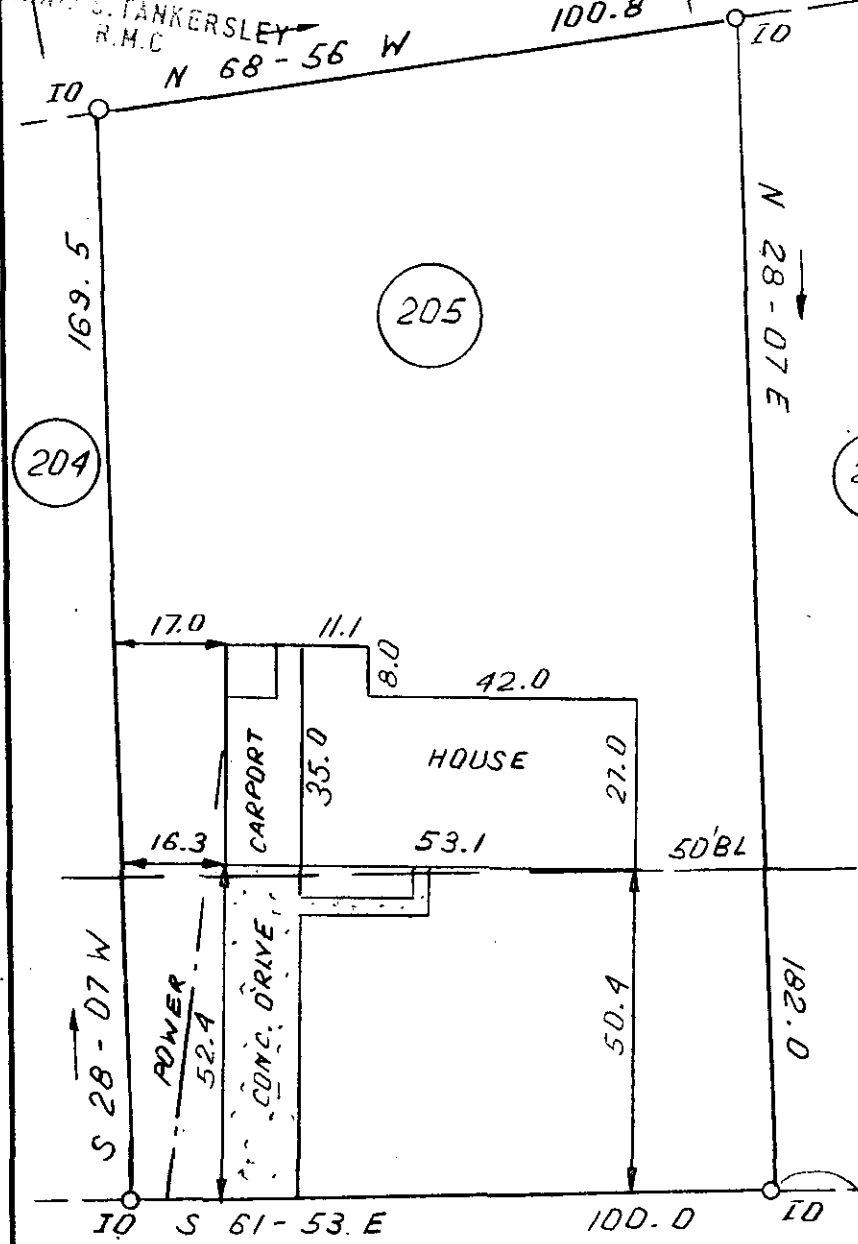 S. TANKERSLEY
R.M.C
N 68-56 W 100.8
IO
IO
169.5
N 28-07 E
205
204
17.0
11.1
8.0
42.0
CARPORT
35.0
HOUSE
27.0
16.3
53.1
50' BL
S 28-07 W
POWER
52.4
CONC. DRIVE
50.4
182.0
IO
S 61-53 E
100.0
IO